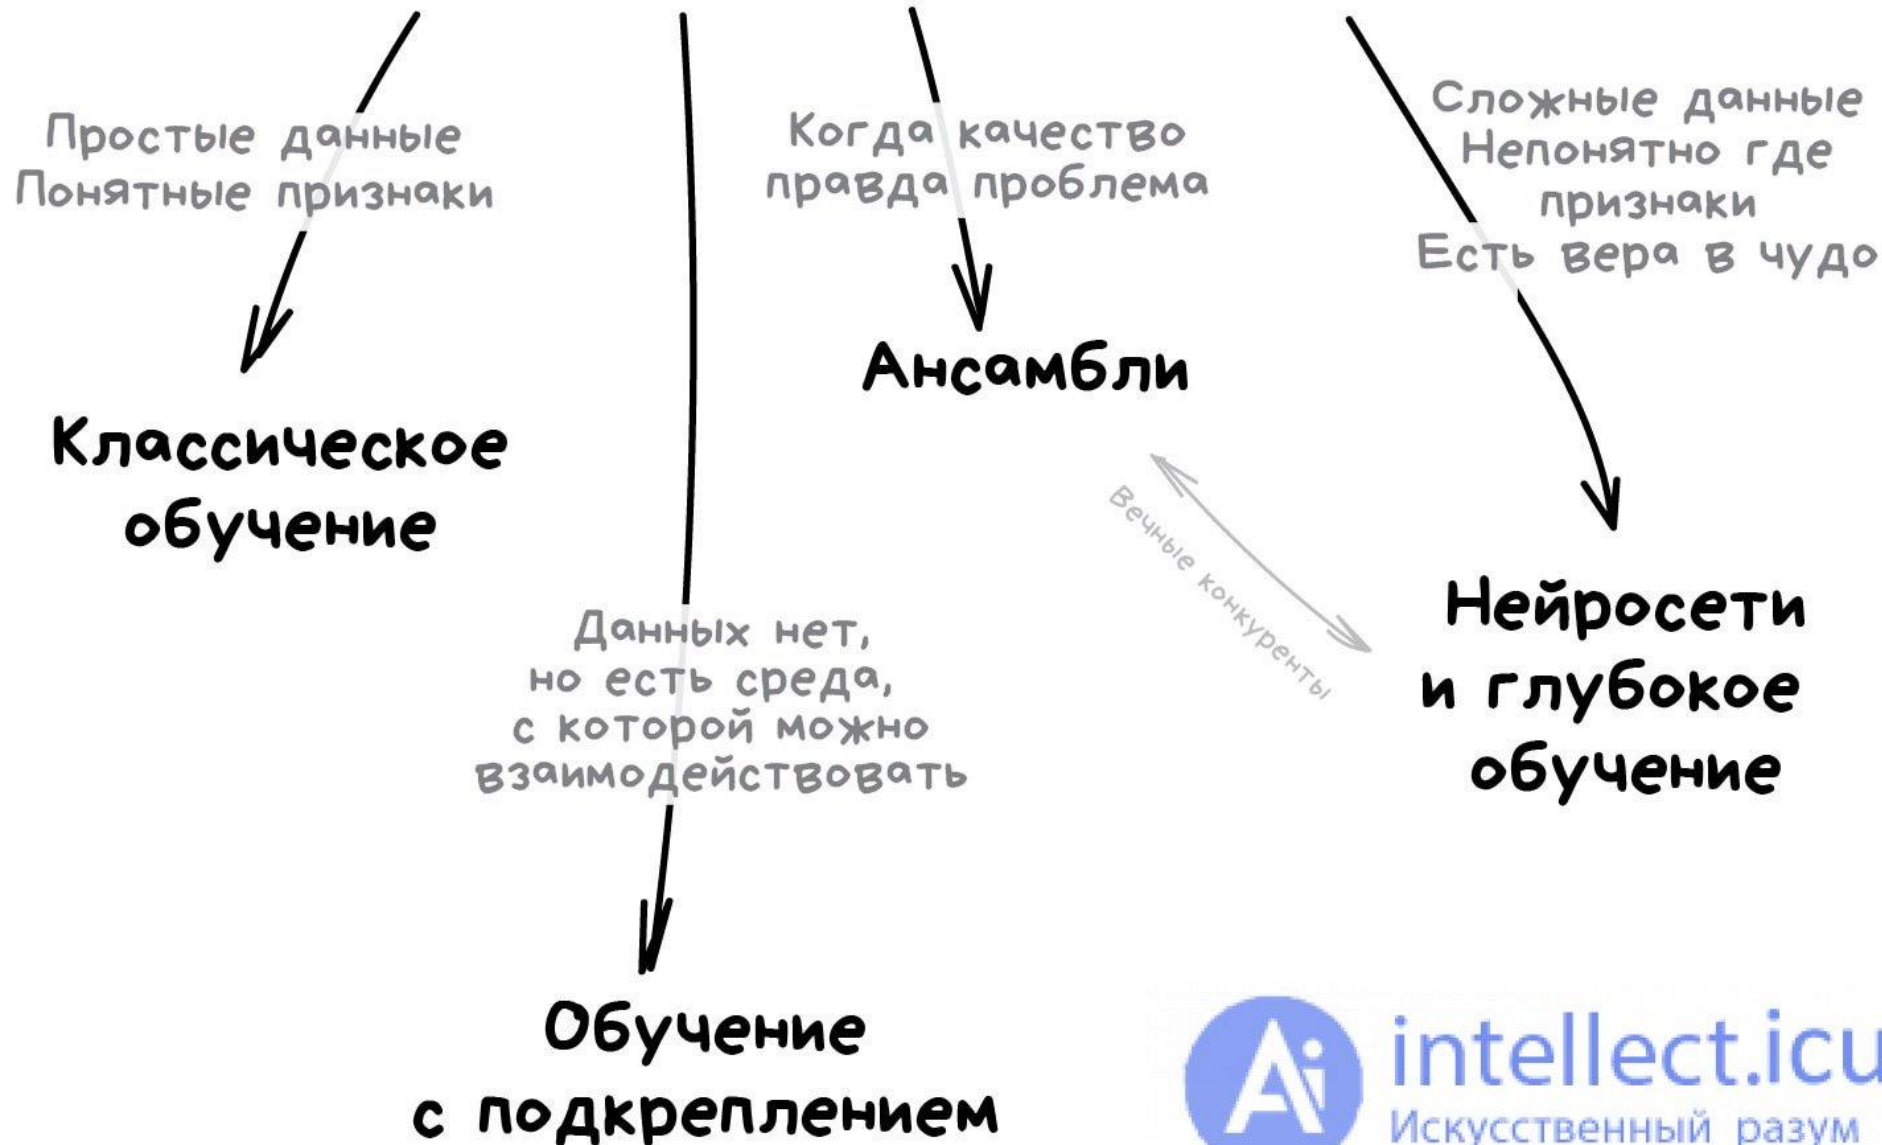 Простые данные
Понятные признаки
Классическое
обучение
Данных нет,
но есть среда,
с которой можно
взаимодействовать
Обучение
с подкреплением
Когда качество
правда проблема
Ансамбли
Вечные конкуренты
Сложные данные
Непонятно где
признаки
Есть вера в чудо
Нейросети
и глубокое
обучение
Ai
intellect.icu
Искусственный разум